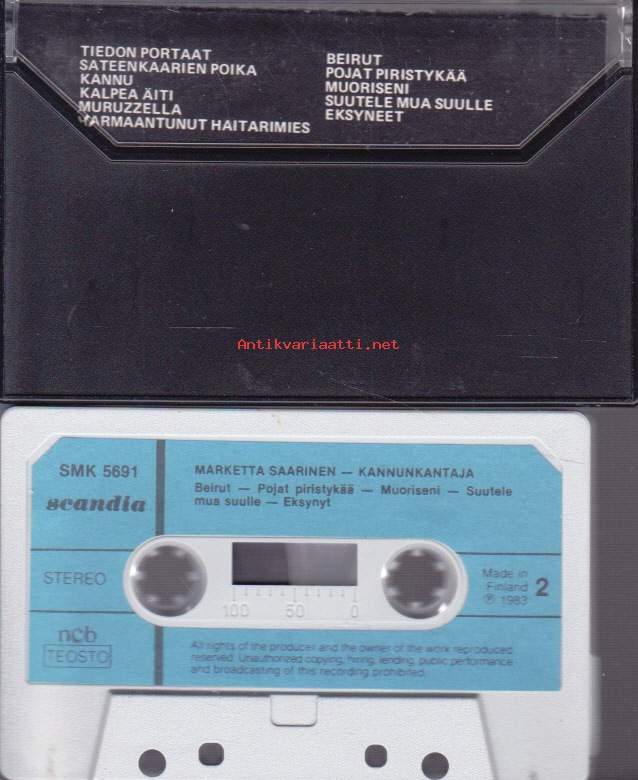 TIEDON PORTAAT
SATEENKAARIEN POIKA
KANNU
KALPEA ÄITI
MURUZZELLA
HARMAANTUNUT HAITARIMIES
BEIRUT
POJAT PIRISTYKÄÄ
MUORISENI
SUUTELE MUA SUULLE
EKSYNEET
Antikvariaatti.net
SMK 5691
scandia
MARKETTA SAARINEN — KANNUNKANTAJA
Beirut — Pojat piristykää — Muoriseni — Suutele
mua suulle — Eksynyt
STEREO
100 50 0
Made in
Finland
℗ 1983
2
ncb
TEOSTO
All rights of the producer and the owner of the work reproduced
reserved. Unauthorized copying, hiring, lending, public performance
and broadcasting of this recording prohibited.